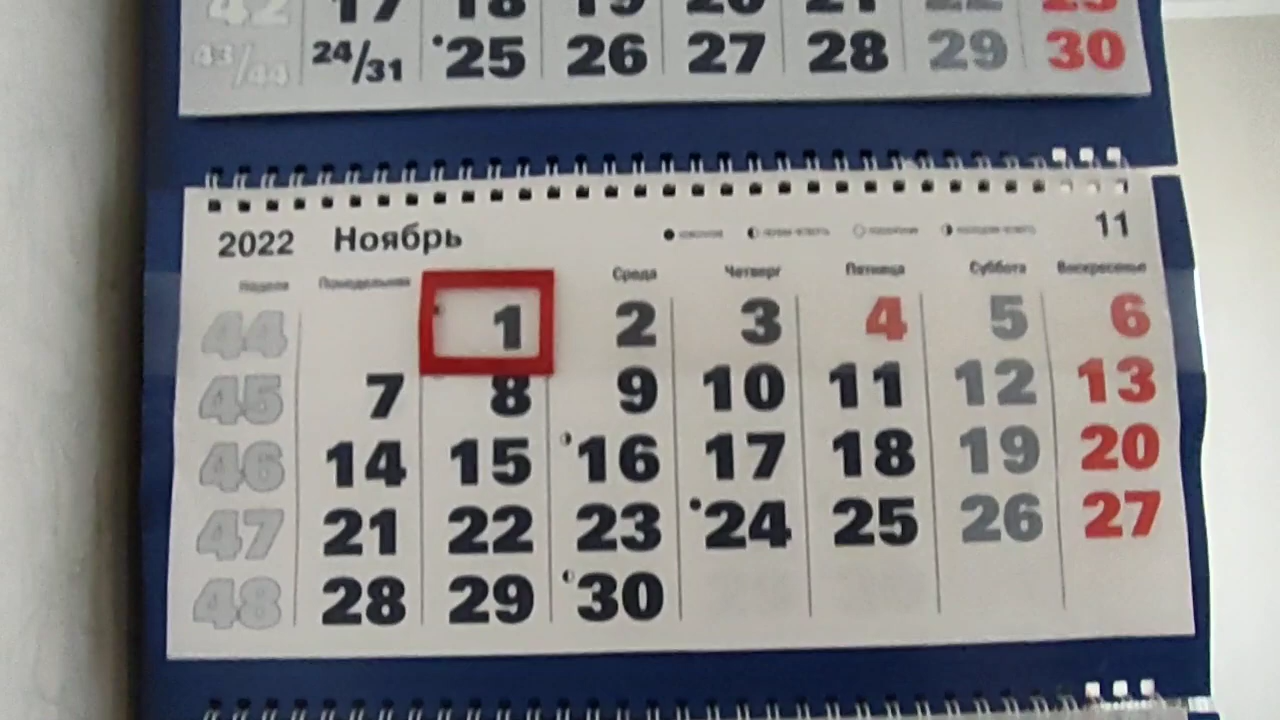 42 17 18 19 20 21 22 23
43/44 24/31 25 26 27 28 29 30
2022 Ноябрь 11
Неделя Понедельник Среда Четверг Пятница Суббота Воскресенье
44 1 2 3 4 5 6
45 7 8 9 10 11 12 13
46 14 15 16 17 18 19 20
47 21 22 23 24 25 26 27
48 28 29 30